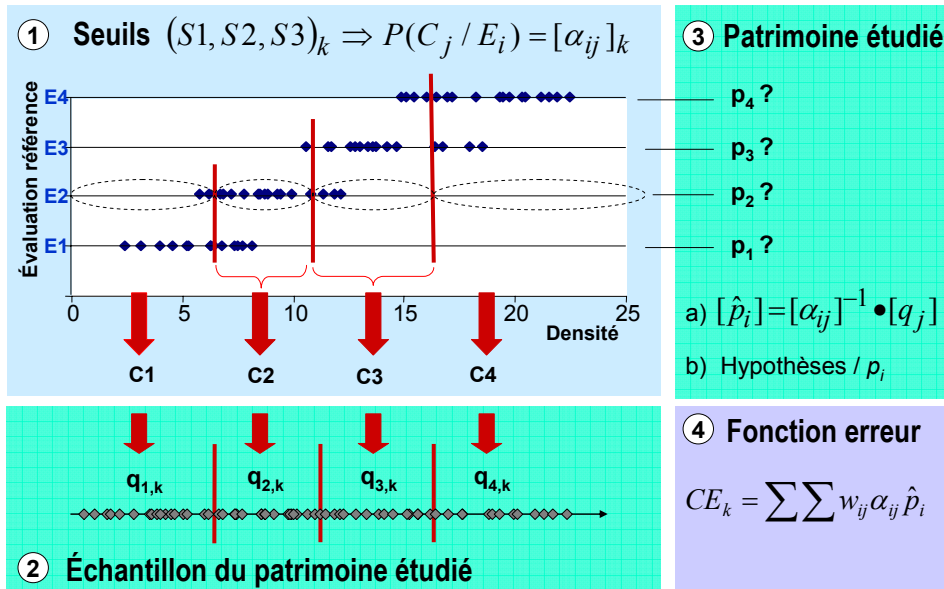 1 Seuils (S1, S2, S3)k ⇒ P(Cj / Ei) = [αij]k
Évaluation référence
E4
E3
E2
E1
0 5 10 15 20 25
Densité
C1 C2 C3 C4
q1,k q2,k q3,k q4,k
2 Échantillon du patrimoine étudié
3 Patrimoine étudié
p4 ?
p3 ?
p2 ?
p1 ?
a) [p̂i] = [αij]⁻¹ • [qj]
b) Hypothèses / pi
4 Fonction erreur
CEk = ∑∑ wij αij p̂i